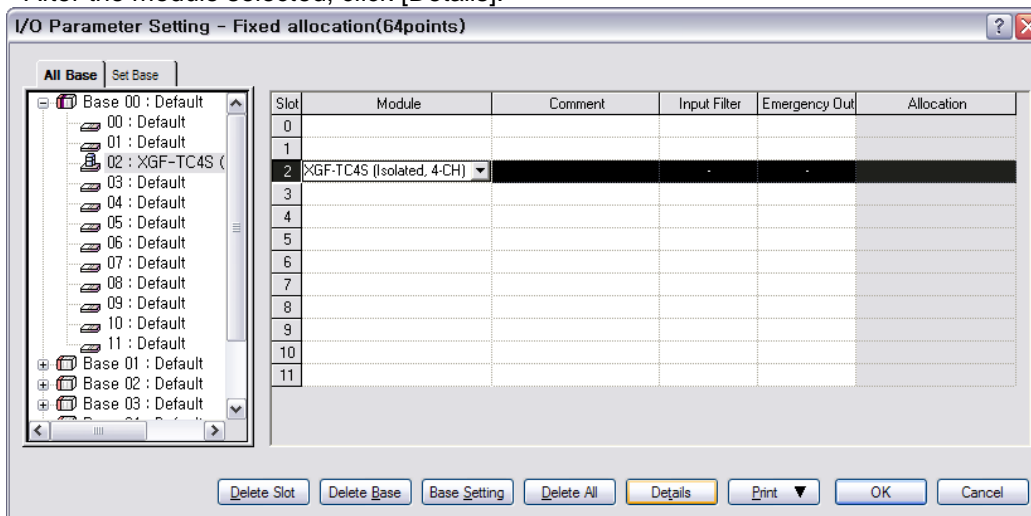 After the module selected, click [Details].
I/O Parameter Setting - Fixed allocation(64points)
All Base Set Base
Base 00 : Default
00 : Default
01 : Default
02 : XGF-TC4S (
03 : Default
04 : Default
05 : Default
06 : Default
07 : Default
08 : Default
09 : Default
10 : Default
11 : Default
Base 01 : Default
Base 02 : Default
Base 03 : Default
Slot Module Comment Input Filter Emergency Out Allocation
0
1
2 XGF-TC4S (Isolated, 4-CH) - -
3
4
5
6
7
8
9
10
11
Delete Slot Delete Base Base Setting Delete All Details Print ▼ OK Cancel